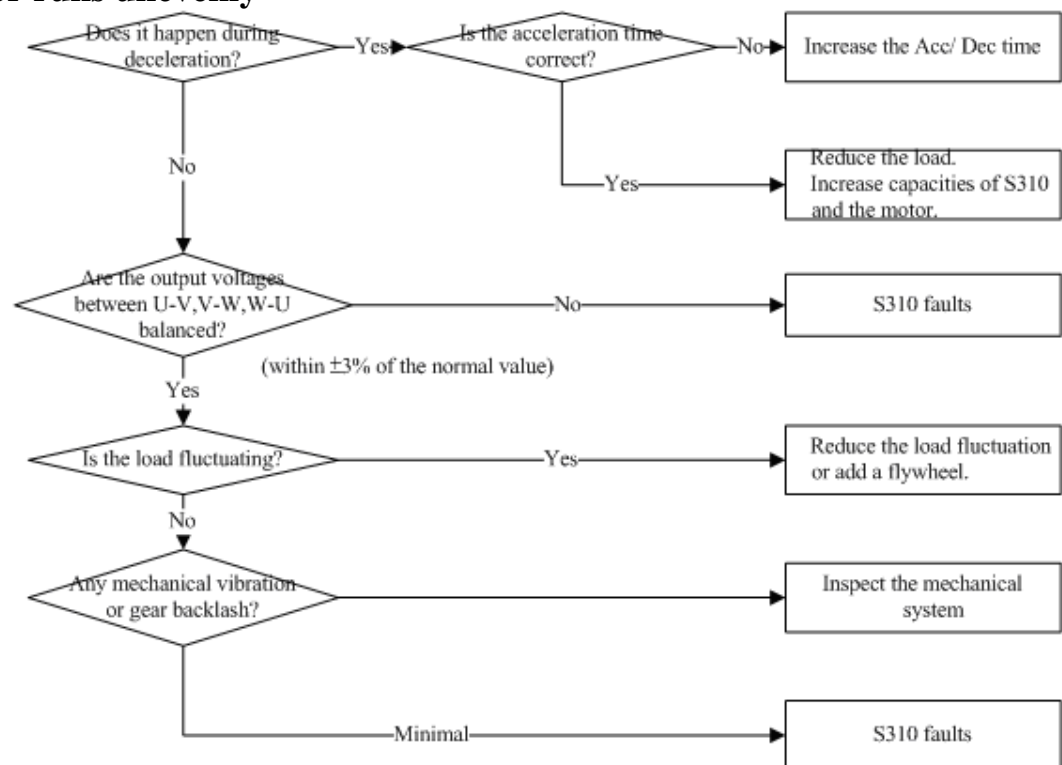 runs unevenly
Does it happen during
deceleration?
Yes
Is the acceleration time
correct?
No
Increase the Acc/ Dec time
No
Yes
Reduce the load.
Increase capacities of S310
and the motor.
Are the output voltages
between U-V,V-W,W-U
balanced?
No
S310 faults
(within ±3% of the normal value)
Yes
Is the load fluctuating?
Yes
Reduce the load fluctuation
or add a flywheel.
No
Any mechanical vibration
or gear backlash?
Inspect the mechanical
system
Minimal
S310 faults